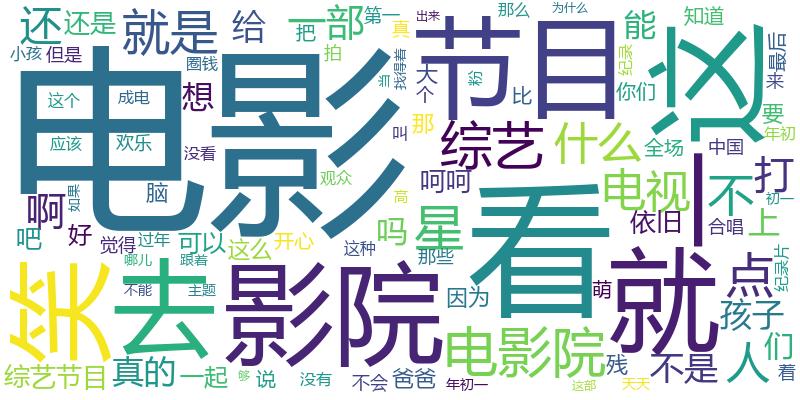 还
还是
就是
给
一部
第一
出来
那么
为什么
能
知道
小孩
但是
圈钱
把
拍
真
节目
这
最后
来
电影
这个
成电
想
找得着
当
大
个
粉
比
纪录
你们
要
应该
欢乐
没看
叫
那
综艺
什么
全场
中国
年初
脑
观众
呵呵
电视
不
打
如果
啊
高
初一
吧
好
觉得
过年
可以
这么
开心
这种
吗
星
那些
看
一
依旧
合唱
上
哪儿
跟着
笑
去
不能
主题
影院
因为
萌
就
点
纪录片
孩子
综艺节目
真的
一起
够
说
没有
不会
爸爸
年初一
电影院
这部
残
天天
不是
人
们
着